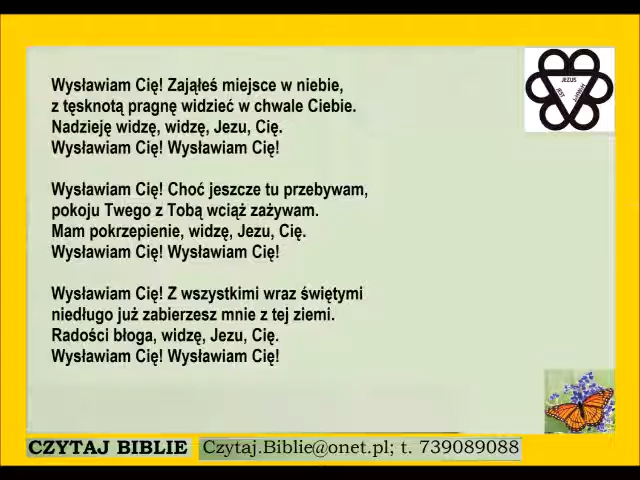 Wysławiam Cię! Zająłeś miejsce w niebie,
z tęsknotą pragnę widzieć w chwale Ciebie.
Nadzieję widzę, widzę, Jezu, Cię.
Wysławiam Cię! Wysławiam Cię!
Wysławiam Cię! Choć jeszcze tu przebywam,
pokoju Twego z Tobą wciąż zażywam.
Mam pokrzepienie, widzę, Jezu, Cię.
Wysławiam Cię! Wysławiam Cię!
Wysławiam Cię! Z wszystkimi wraz świętymi
niedługo już zabierzesz mnie z tej ziemi.
Radości błoga, widzę, Jezu, Cię.
Wysławiam Cię! Wysławiam Cię!
JEZUS
JEST
CZYTAJ BIBLIE
Czytaj.Biblie@onet.pl; t. 739089088